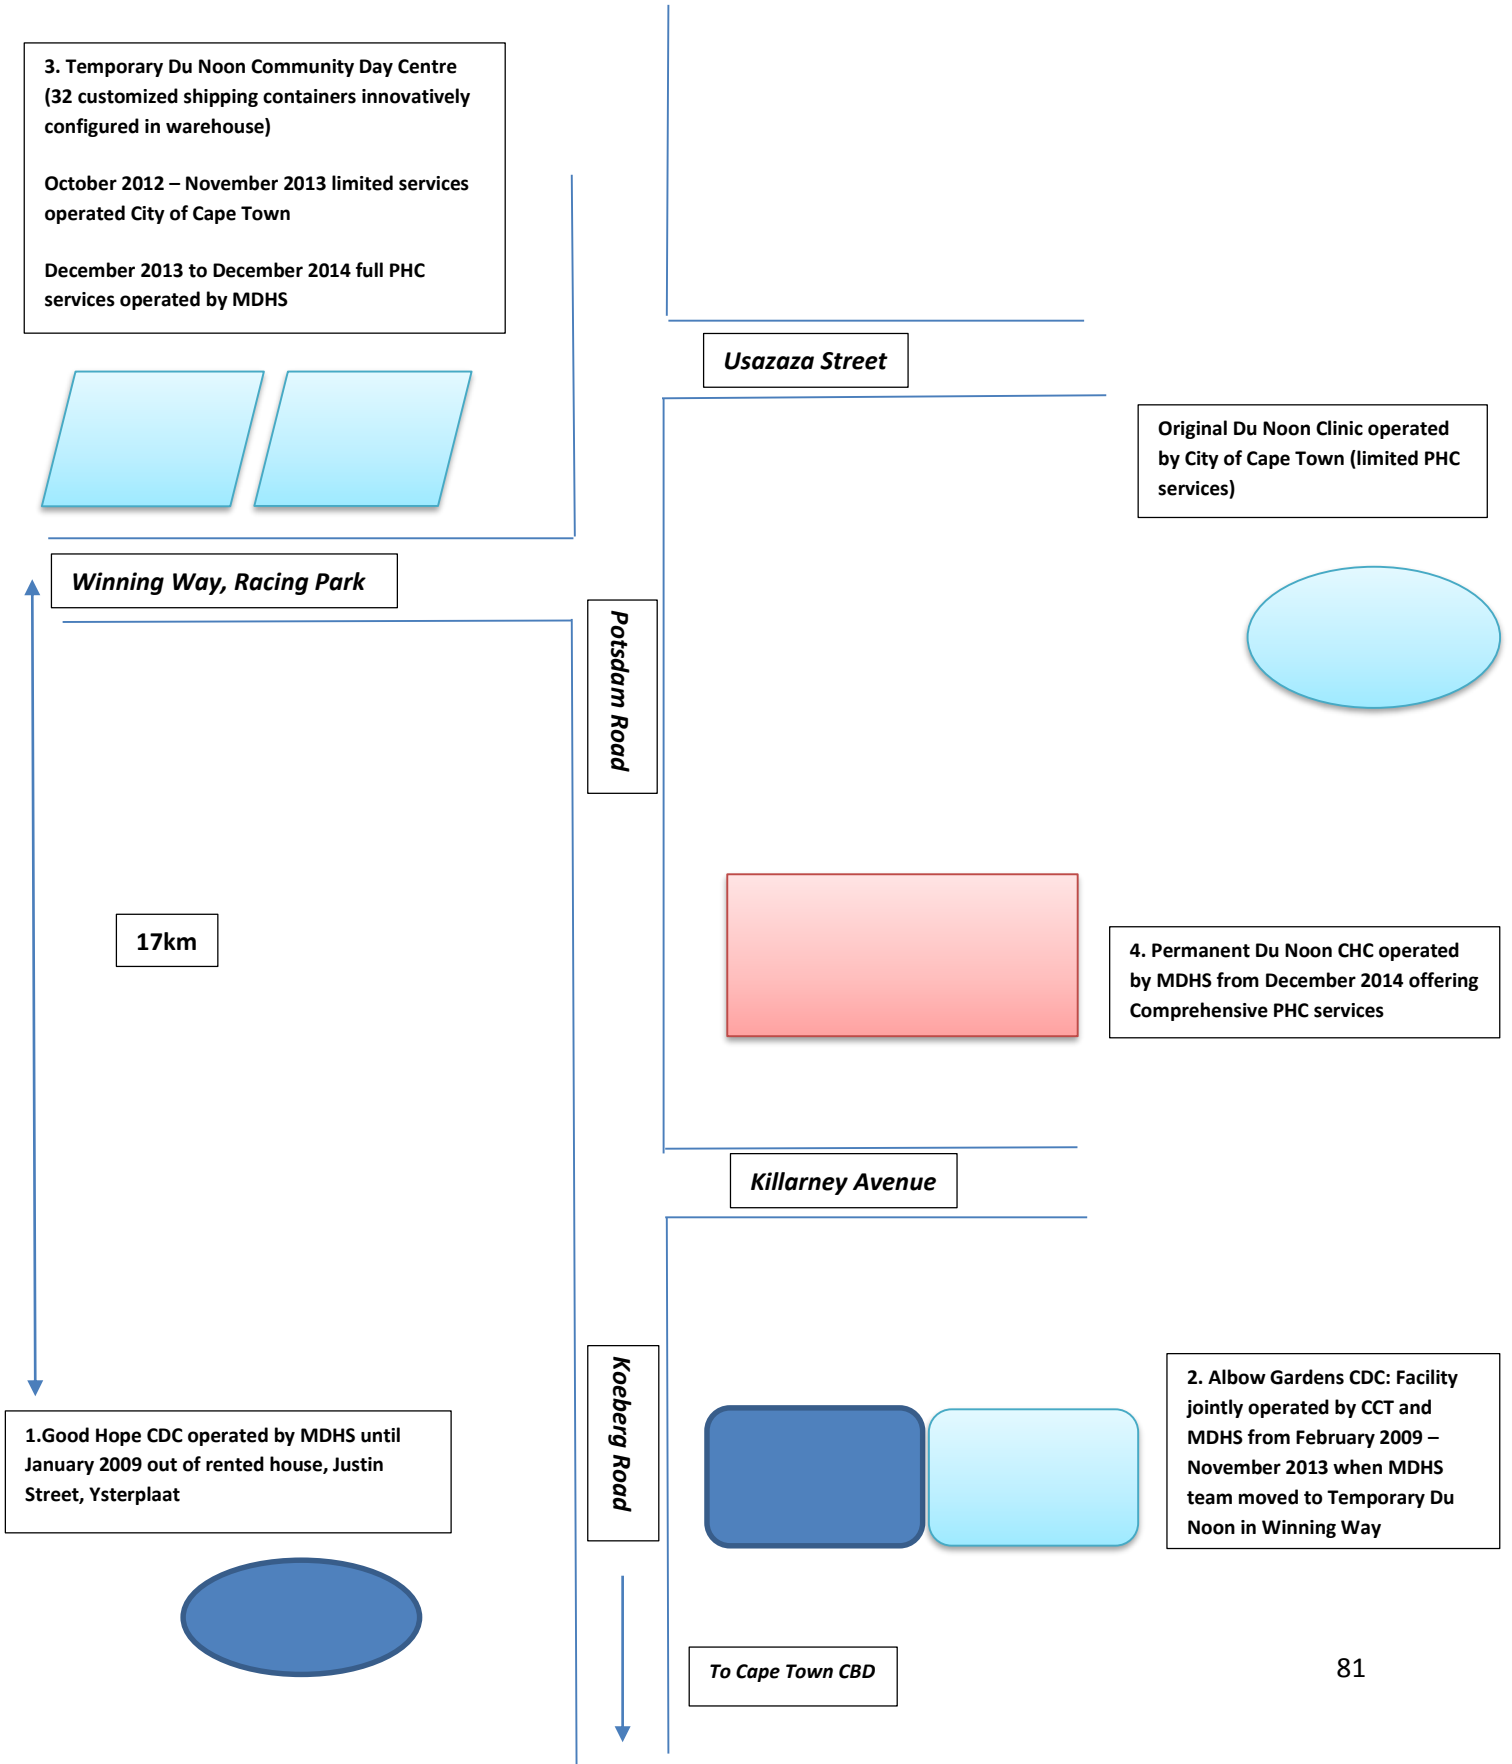 3. Temporary Du Noon Community Day Centre
(32 customized shipping containers innovatively
configured in warehouse)
October 2012 – November 2013 limited services
operated City of Cape Town
December 2013 to December 2014 full PHC
services operated by MDHS
Usazaza Street
Original Du Noon Clinic operated
by City of Cape Town (limited PHC
services)
Winning Way, Racing Park
Potsdam Road
17km
4. Permanent Du Noon CHC operated
by MDHS from December 2014 offering
Comprehensive PHC services
Killarney Avenue
Koeberg Road
2. Albow Gardens CDC: Facility
jointly operated by CCT and
MDHS from February 2009 –
November 2013 when MDHS
team moved to Temporary Du
Noon in Winning Way
1.Good Hope CDC operated by MDHS until
January 2009 out of rented house, Justin
Street, Ysterplaat
To Cape Town CBD
81